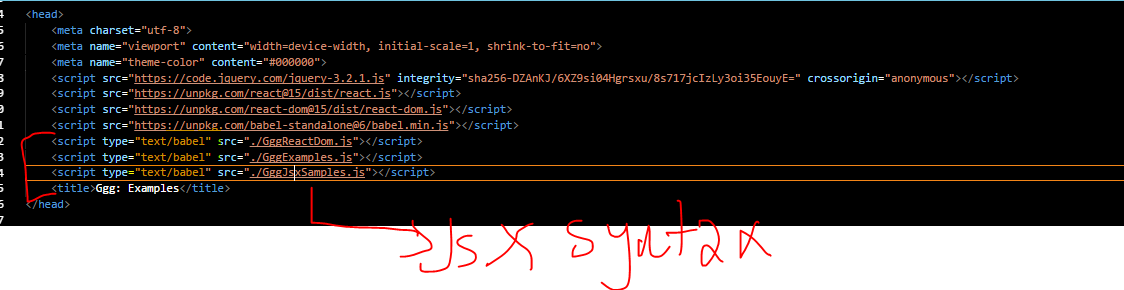 4 <head>
5 <meta charset="utf-8">
6 <meta name="viewport" content="width=device-width, initial-scale=1, shrink-to-fit=no">
7 <meta name="theme-color" content="#000000">
8 <script src="https://code.jquery.com/jquery-3.2.1.js" integrity="sha256-DZAnKJ/6XZ9si04Hgrsxu/8s717jcIzLy3oi35EouyE=" crossorigin="anonymous"></script>
9 <script src="https://unpkg.com/react@15/dist/react.js"></script>
0 <script src="https://unpkg.com/react-dom@15/dist/react-dom.js"></script>
1 <script src="https://unpkg.com/babel-standalone@6/babel.min.js"></script>
2 <script type="text/babel" src="./GggReactDom.js"></script>
3 <script type="text/babel" src="./GggExamples.js"></script>
4 <script type="text/babel" src="./GggJsxSamples.js"></script>
5 <title>Ggg: Examples</title>
6 </head>
7
Jsx syntax